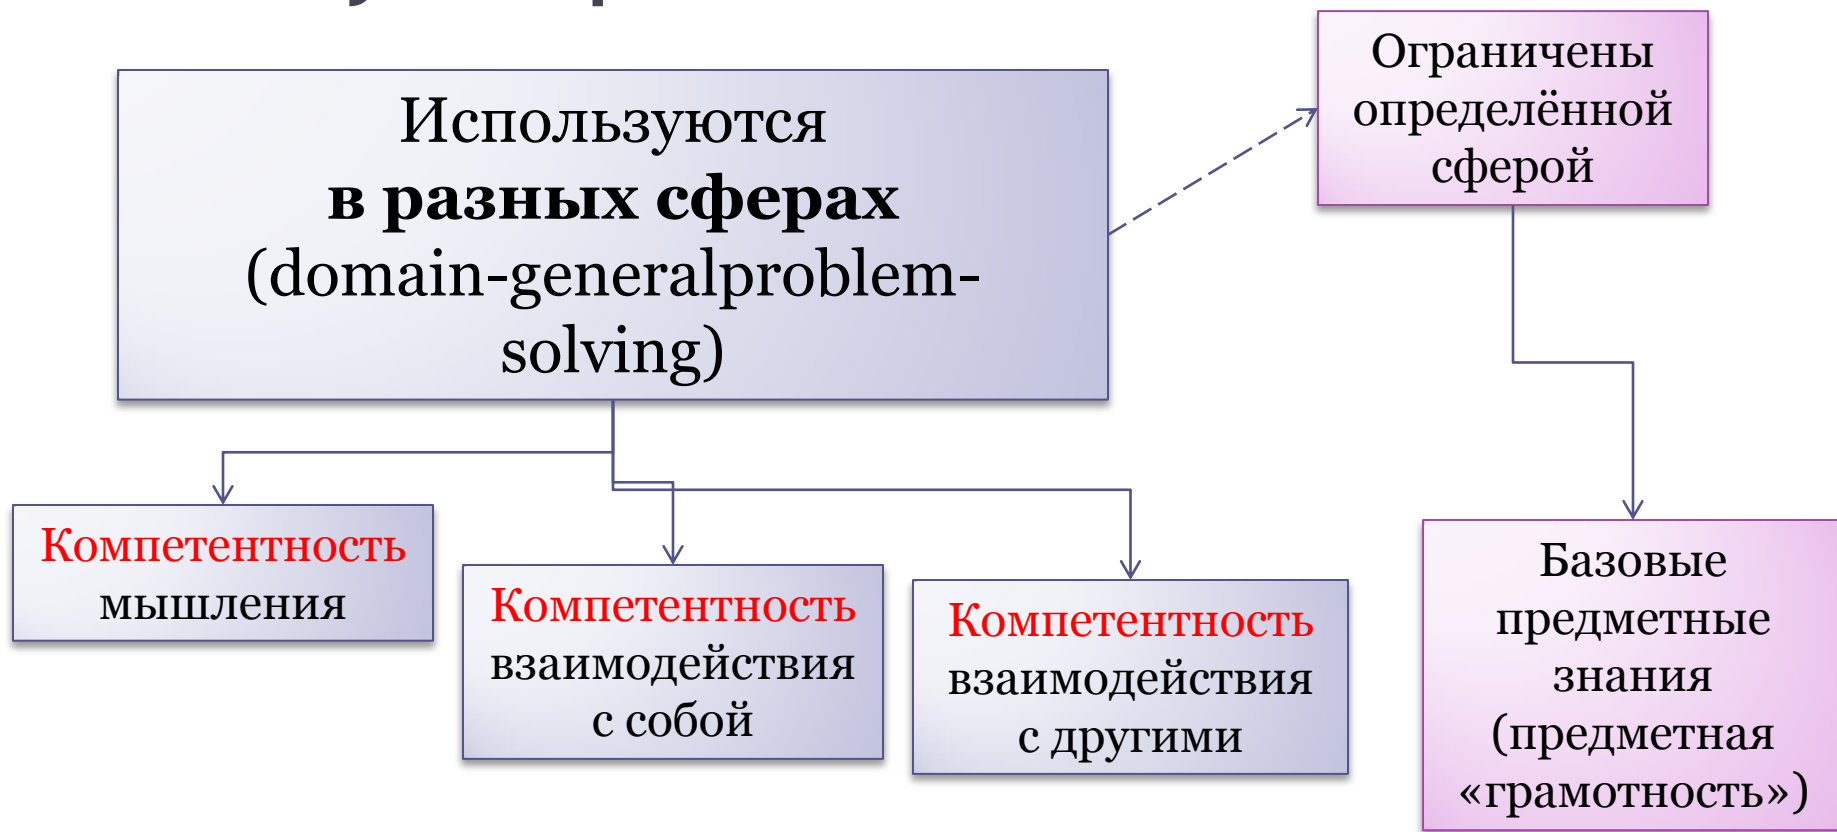 Используются
в разных сферах
(domain-generalproblem-
solving)
Ограничены
определённой
сферой
Компетентность
мышления
Компетентность
взаимодействия
с собой
Компетентность
взаимодействия
с другими
Базовые
предметные
знания
(предметная
«грамотность»)